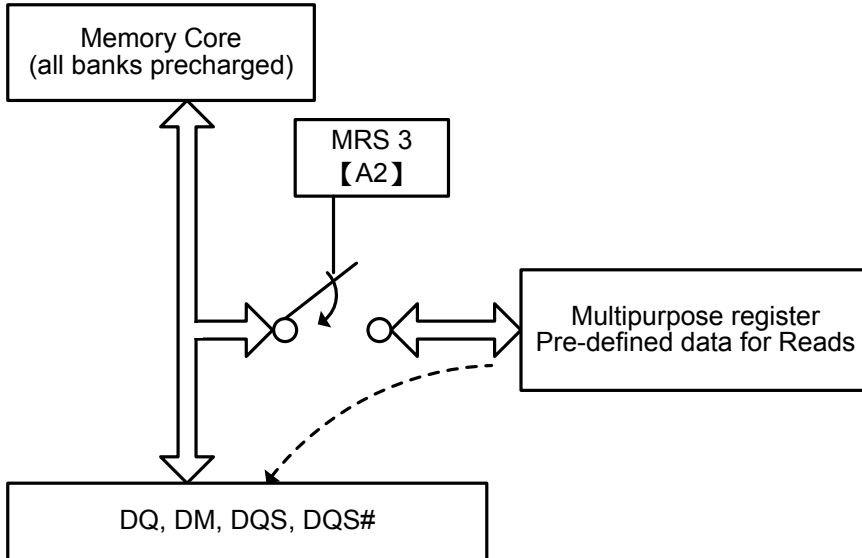 Memory Core
(all banks precharged)
MRS 3
【A2】
Multipurpose register
Pre-defined data for Reads
DQ, DM, DQS, DQS#